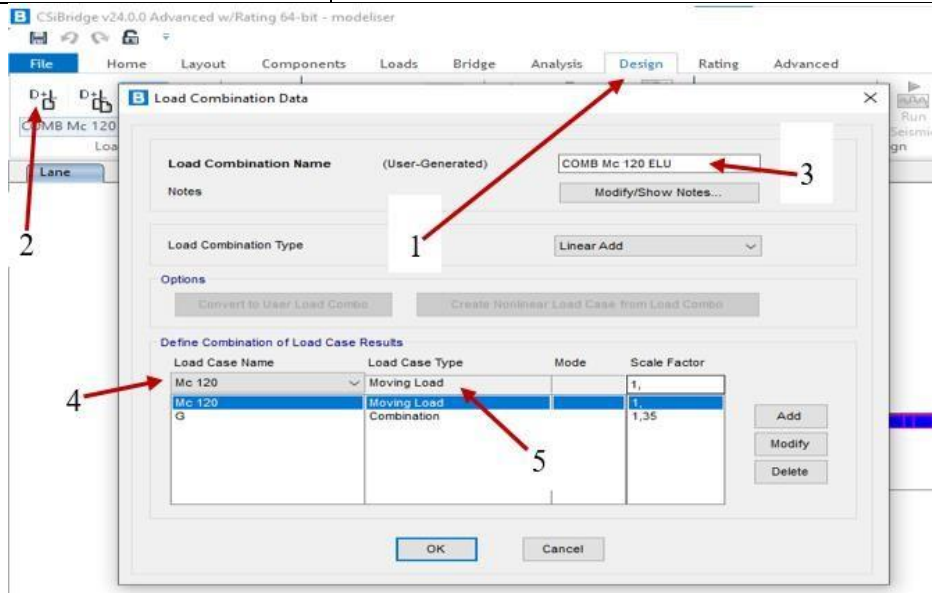 CSiBridge v24.0.0 Advanced w/Rating 64-bit - modeliser
File Home Layout Components Loads Bridge Analysis Design Rating Advanced
Load Combination Data
COMB Mc 120
Run
Seismic
Loa
gn
Lane
Load Combination Name (User-Generated) COMB Mc 120 ELU
3
Notes Modify/Show Notes...
2
1
Load Combination Type Linear Add
Options
Convert to User Load Combo Create Nonlinear Load Case from Load Combo
Define Combination of Load Case Results
Load Case Name Load Case Type Mode Scale Factor
4
Mc 120 Moving Load 1,
Mc 120 Moving Load 1,
G Combination 1,35
5
Add
Modify
Delete
OK Cancel